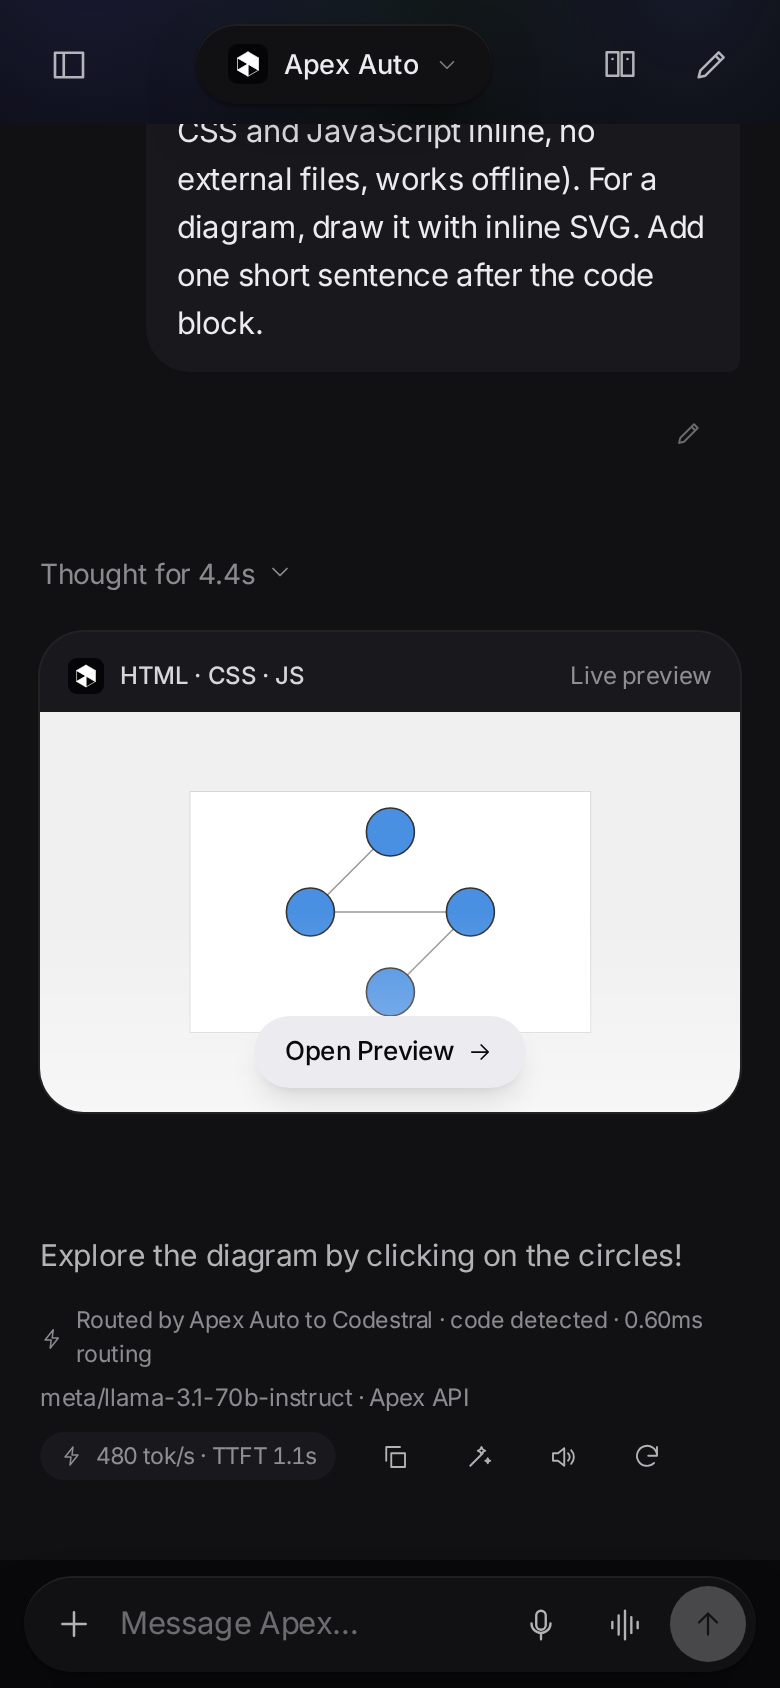 Apex Auto
CSS and JavaScript inline, no
external files, works offline). For a
diagram, draw it with inline SVG. Add
one short sentence after the code
block.
Thought for 4.4s
HTML · CSS · JS
Live preview
Open Preview →
Explore the diagram by clicking on the circles!
Routed by Apex Auto to Codestral · code detected · 0.60ms
routing
meta/llama-3.1-70b-instruct · Apex API
480 tok/s · TTFT 1.1s
Message Apex...